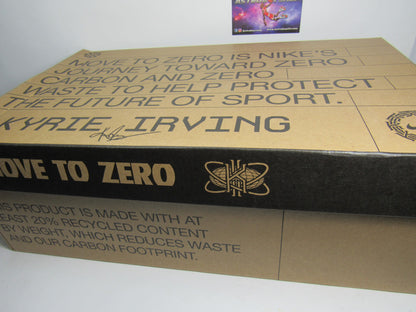 MOVE TO ZERO IS NIKE'S
JOURNEY TOWARD ZERO
CARBON AND ZERO
WASTE TO HELP PROTECT
THE FUTURE OF SPORT.
KYRIE IRVING
MOVE TO ZERO
THIS PRODUCT IS MADE WITH AT
LEAST 20% RECYCLED CONTENT
BY WEIGHT, WHICH REDUCES WASTE
AND OUR CARBON FOOTPRINT.